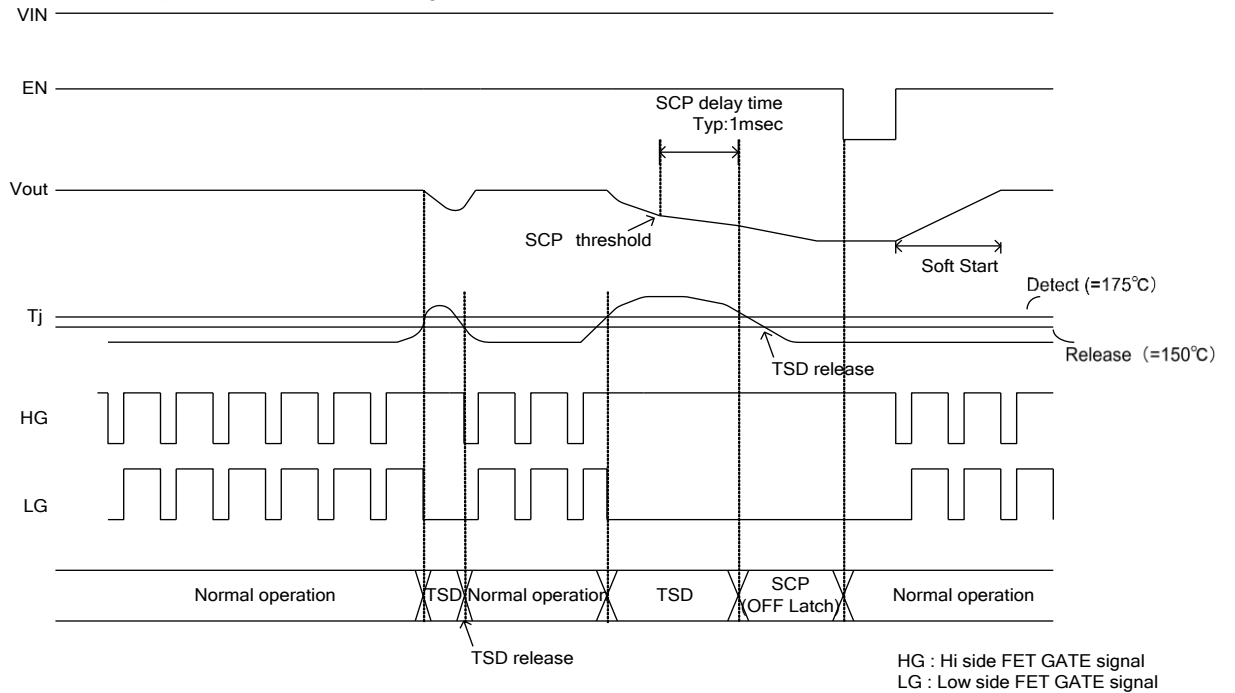 VIN
EN
SCP delay time
Typ:1msec
Vout
SCP threshold
Soft Start
Detect (=175℃)
Tj
Release （=150℃）
TSD release
HG
LG
Normal operation
TSD
Normal operation
TSD
SCP
(OFF Latch)
Normal operation
TSD release
HG : Hi side FET GATE signal
LG : Low side FET GATE signal